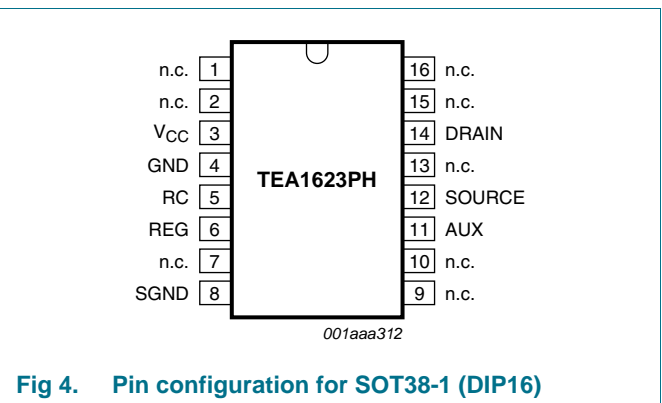 n.c. 1 16 n.c.
n.c. 2 15 n.c.
VCC 3 14 DRAIN
GND 4 13 n.c.
TEA1623PH
RC 5 12 SOURCE
REG 6 11 AUX
n.c. 7 10 n.c.
SGND 8 9 n.c.
001aaa312
Fig 4. Pin configuration for SOT38-1 (DIP16)